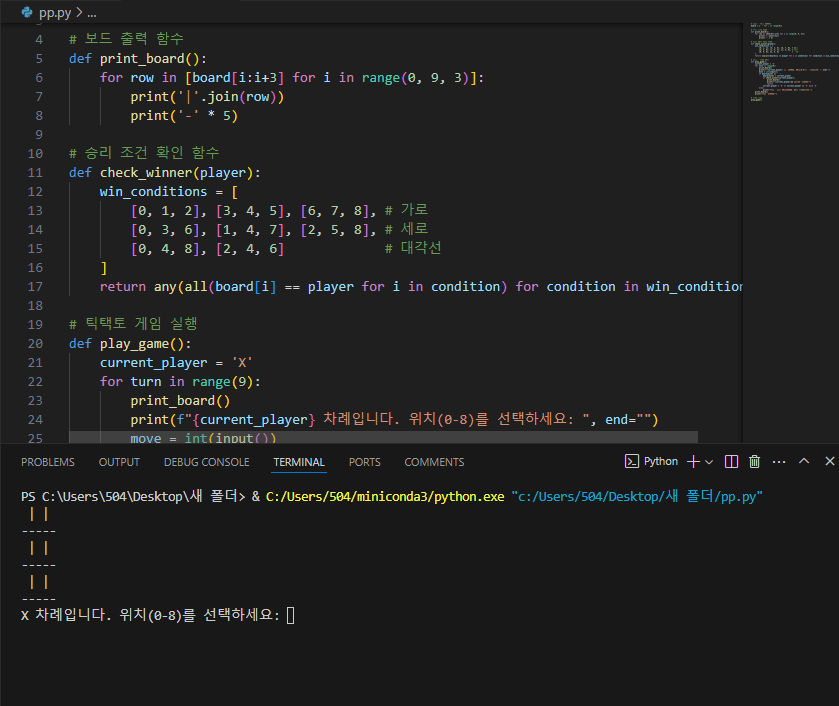 pp.py > ...
4 # 보드 출력 함수
5 def print_board():
6     for row in [board[i:i+3] for i in range(0, 9, 3)]:
7         print('|'.join(row))
8         print('-' * 5)
9
10 # 승리 조건 확인 함수
11 def check_winner(player):
12     win_conditions = [
13         [0, 1, 2], [3, 4, 5], [6, 7, 8], # 가로
14         [0, 3, 6], [1, 4, 7], [2, 5, 8], # 세로
15         [0, 4, 8], [2, 4, 6]             # 대각선
16     ]
17     return any(all(board[i] == player for i in condition) for condition in win_condition
18
19 # 틱택토 게임 실행
20 def play_game():
21     current_player = 'X'
22     for turn in range(9):
23         print_board()
24         print(f"{current_player} 차례입니다. 위치(0-8)를 선택하세요: ", end="")
25         move = int(input())
PROBLEMS OUTPUT DEBUG CONSOLE TERMINAL PORTS COMMENTS Python
PS C:\Users\504\Desktop\새 폴더> & C:/Users/504/miniconda3/python.exe "c:/Users/504/Desktop/새 폴더/pp.py"
 | | 
-----
 | | 
-----
 | | 
-----
X 차례입니다. 위치(0-8)를 선택하세요: